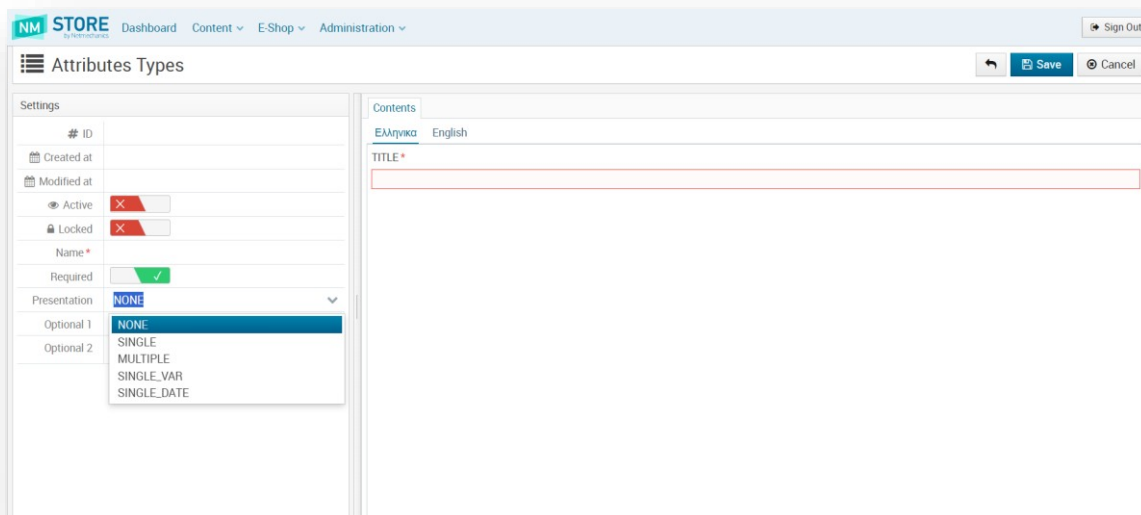 NM STORE Dashboard Content E-Shop Administration Sign Out
by Netmechanics
Attributes Types Save Cancel
Settings
# ID
Created at
Modified at
Active
Locked
Name *
Required
Presentation NONE
Optional 1
Optional 2
NONE
SINGLE
MULTIPLE
SINGLE_VAR
SINGLE_DATE
Contents
Ελληνικα English
TITLE *